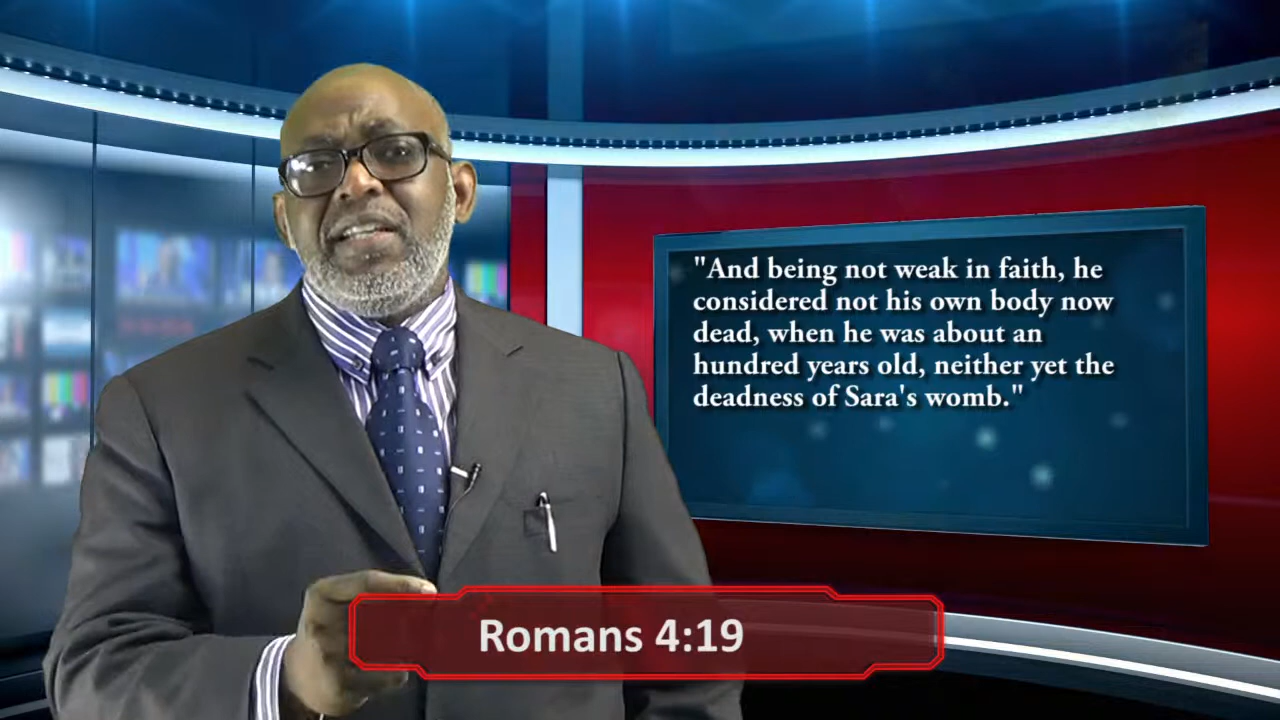 "And being not weak in faith, he
considered not his own body now
dead, when he was about an
hundred years old, neither yet the
deadness of Sara's womb."
Romans 4:19